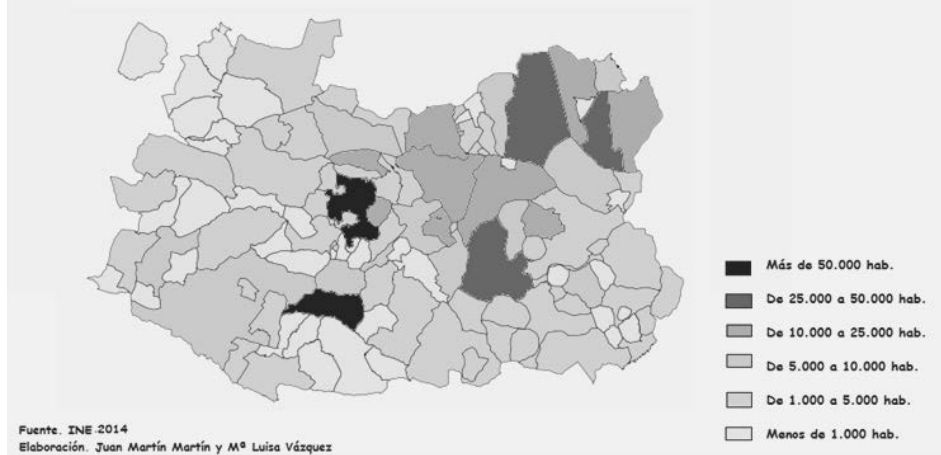 Más de 50.000 hab.
De 25.000 a 50.000 hab.
De 10.000 a 25.000 hab.
De 5.000 a 10.000 hab.
De 1.000 a 5.000 hab.
Menos de 1.000 hab.
Fuente. INE.2014
Elaboración. Juan Martín Martín y Mª Luisa Vázquez